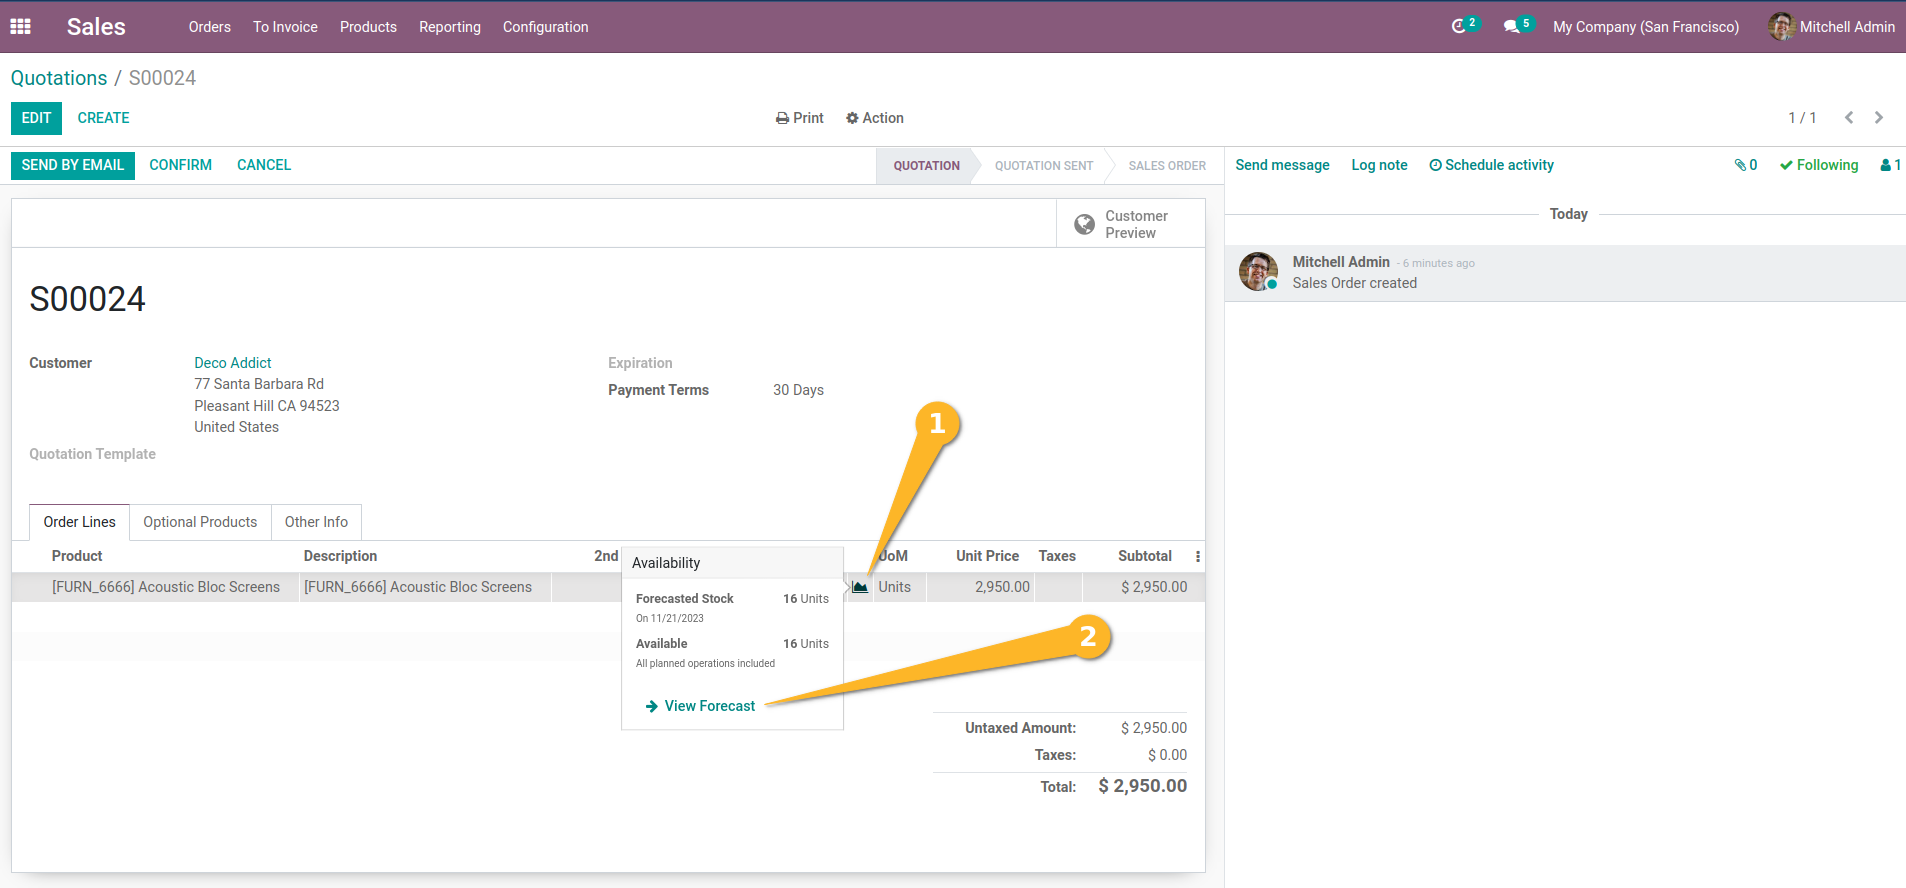 Sales Orders To Invoice Products Reporting Configuration 2 5 My Company (San Francisco) Mitchell Admin
Quotations / S00024
EDIT CREATE Print Action 1 / 1
SEND BY EMAIL CONFIRM CANCEL QUOTATION QUOTATION SENT SALES ORDER Send message Log note Schedule activity 0 Following 1
Today
Customer
Preview
Mitchell Admin - 6 minutes ago
Sales Order created
S00024
Customer Deco Addict
77 Santa Barbara Rd
Pleasant Hill CA 94523
United States
Expiration
Payment Terms 30 Days
Quotation Template
1
Order Lines Optional Products Other Info
Product Description 2nd UoM Unit Price Taxes Subtotal
[FURN_6666] Acoustic Bloc Screens [FURN_6666] Acoustic Bloc Screens Units 2,950.00 $ 2,950.00
Availability
Forecasted Stock 16 Units
On 11/21/2023
Available 16 Units
All planned operations included
View Forecast
2
Untaxed Amount: $ 2,950.00
Taxes: $ 0.00
Total: $ 2,950.00